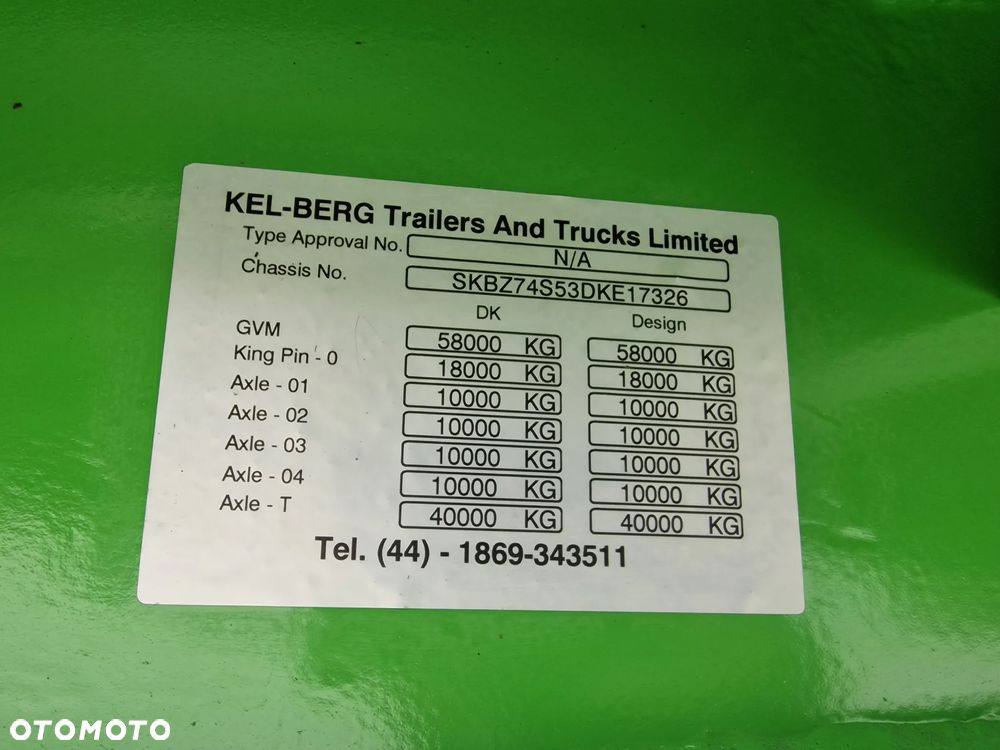 KEL-BERG Trailers And Trucks Limited
Type Approval No. N/A
Chassis No. SKBZ74S53DKE17326
DK Design
GVM 58000 KG 58000 KG
King Pin - 0 18000 KG 18000 KG
Axle - 01 10000 KG 10000 KG
Axle - 02 10000 KG 10000 KG
Axle - 03 10000 KG 10000 KG
Axle - 04 10000 KG 10000 KG
Axle - T 40000 KG 40000 KG
Tel. (44) - 1869-343511
OTOMOTO